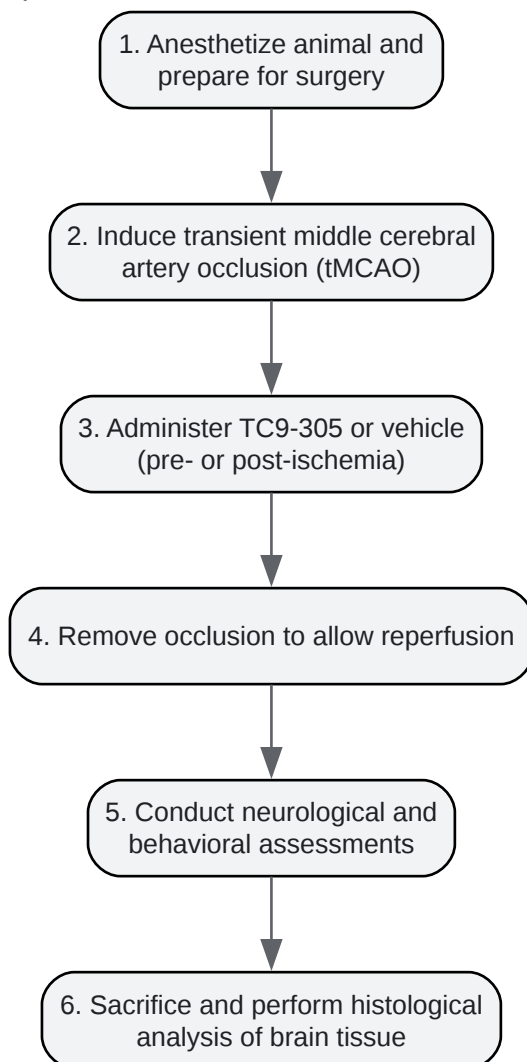 1. Anesthetize animal and
prepare for surgery
2. Induce transient middle cerebral
artery occlusion (tMCAO)
3. Administer TC9-305 or vehicle
(pre- or post-ischemia)
4. Remove occlusion to allow reperfusion
5. Conduct neurological and
behavioral assessments
6. Sacrifice and perform histological
analysis of brain tissue